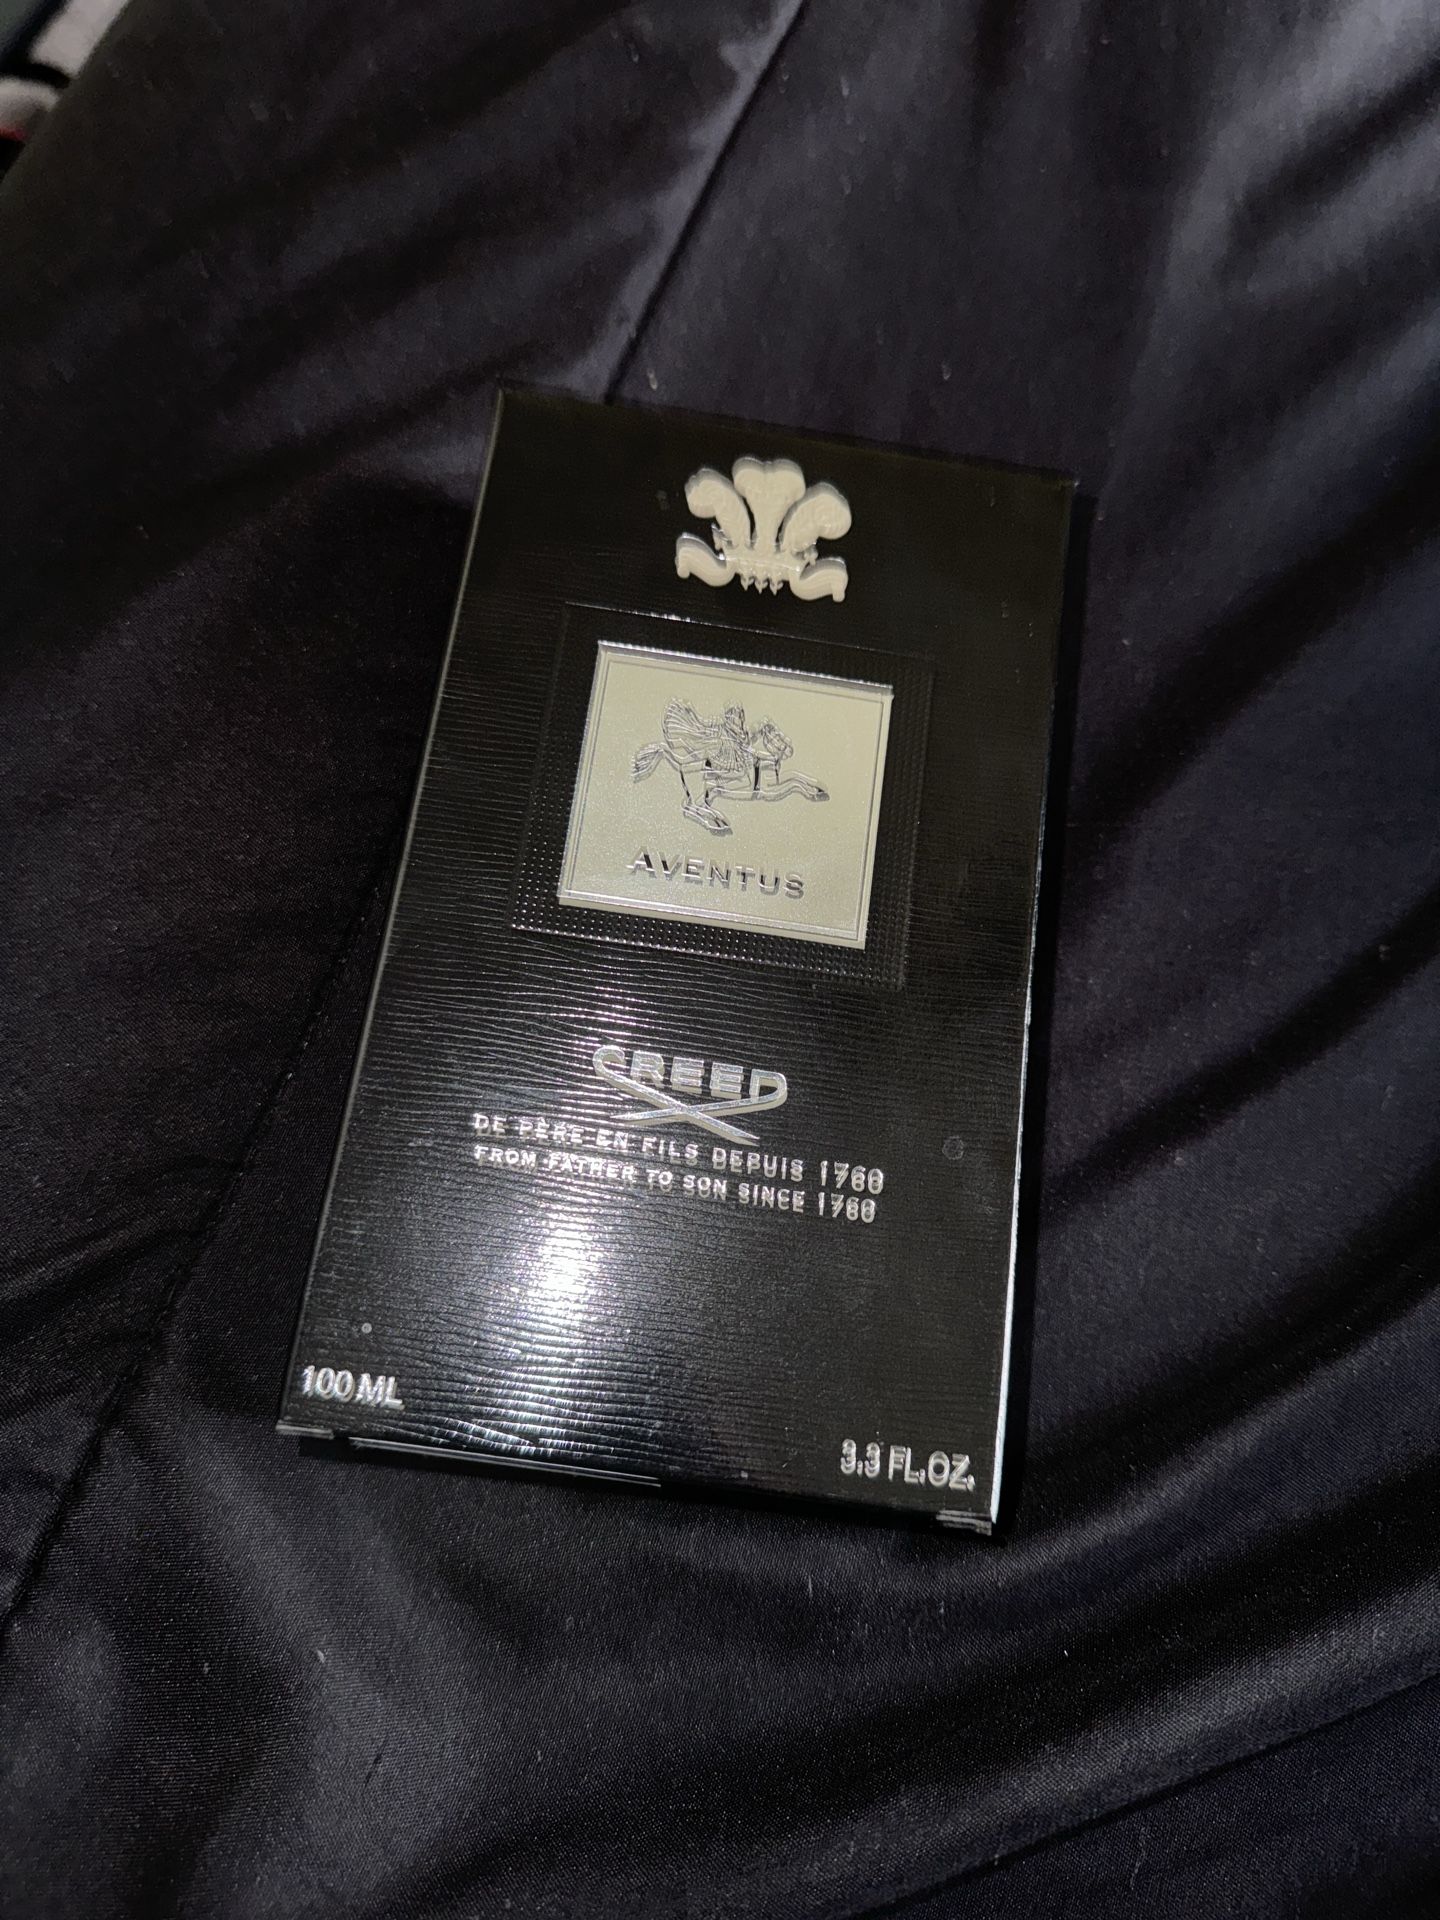 AVENTUS
CREED
DE PÈRE EN FILS DEPUIS 1760
FROM FATHER TO SON SINCE 1760
100 ML
3.3 FL.OZ.